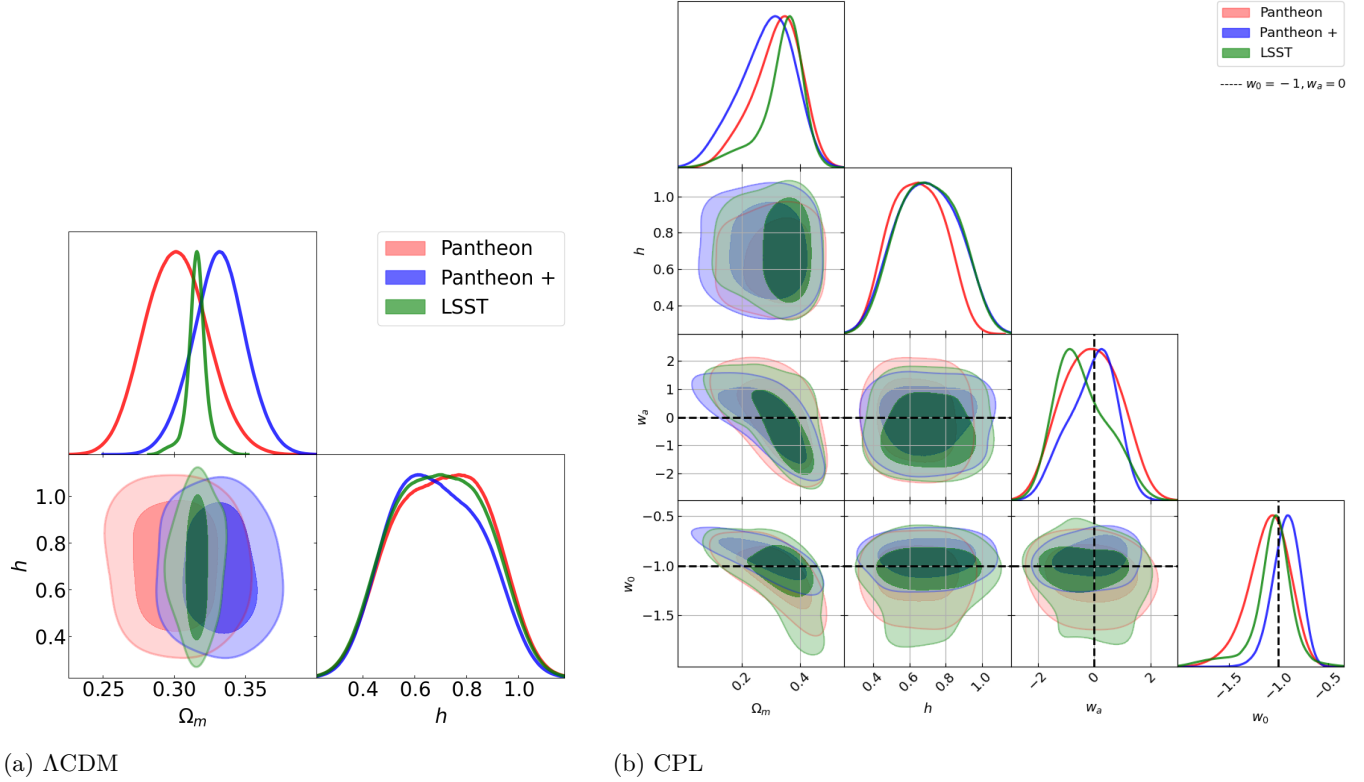 Pantheon
Pantheon +
LSST
1.0
0.8
0.6
0.4
h
0.25
0.30
0.35
Ωm
0.4
0.6
0.8
1.0
h
(a) ΛCDM
Pantheon
Pantheon +
LSST
----- w₀ = −1, wₐ = 0
1.0
0.8
0.6
0.4
h
2
1
0
−1
−2
wₐ
−0.5
−1.0
−1.5
w₀
0.2
0.4
Ωm
0.4
0.6
0.8
1.0
h
−2
0
2
wₐ
−1.5
−1.0
−0.5
w₀
(b) CPL